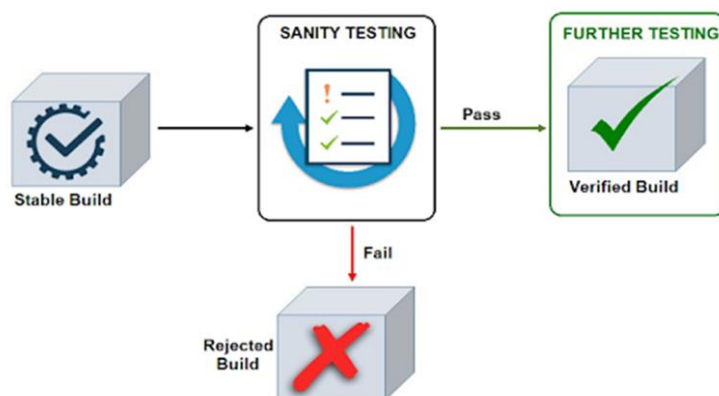 SANITY TESTING
FURTHER TESTING
Pass
Stable Build
Verified Build
Fail
Rejected
Build